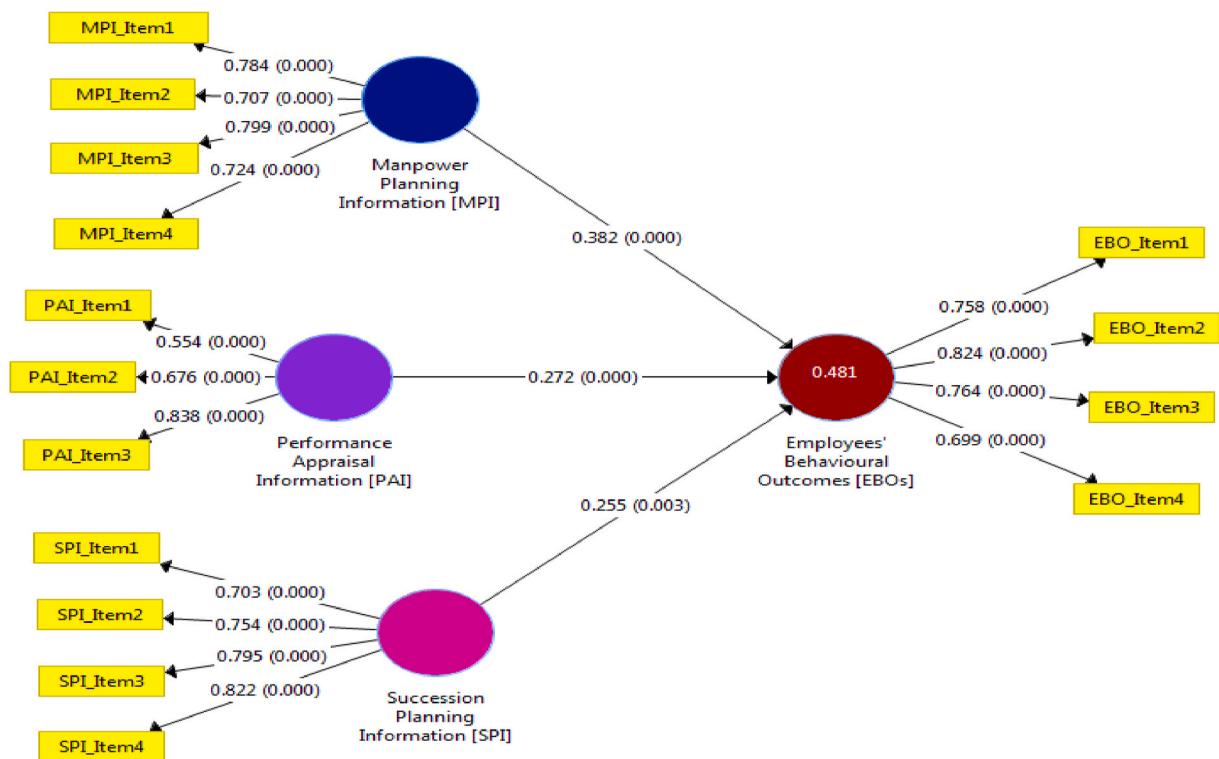 MPI_Item1
0.784 (0.000)
MPI_Item2
0.707 (0.000)
0.799 (0.000)
MPI_Item3
0.724 (0.000)
MPI_Item4
Manpower
Planning
Information [MPI]
0.382 (0.000)
PAI_Item1
0.554 (0.000)
PAI_Item2
0.676 (0.000)
0.838 (0.000)
PAI_Item3
Performance
Appraisal
Information [PAI]
0.272 (0.000)
0.481
Employees'
Behavioural
Outcomes [EBOs]
EBO_Item1
0.758 (0.000)
EBO_Item2
0.824 (0.000)
0.764 (0.000)
EBO_Item3
0.699 (0.000)
EBO_Item4
0.255 (0.003)
SPI_Item1
0.703 (0.000)
SPI_Item2
0.754 (0.000)
0.795 (0.000)
SPI_Item3
0.822 (0.000)
SPI_Item4
Succession
Planning
Information [SPI]